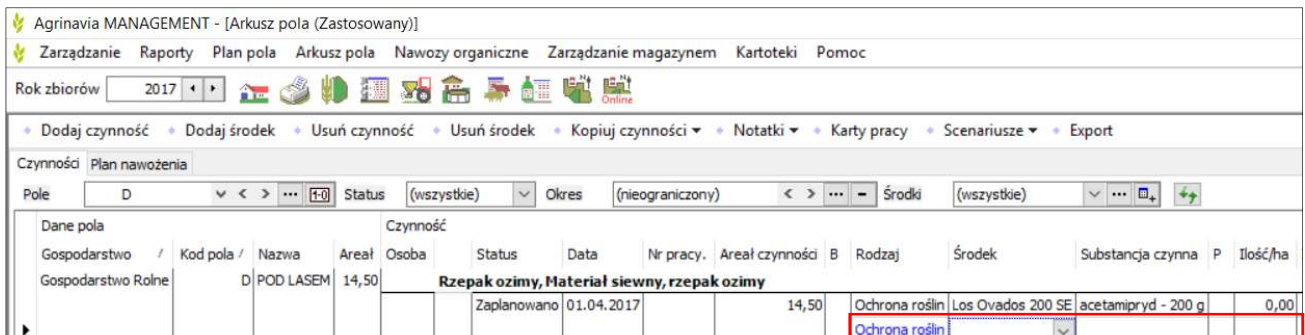 Agrinavia MANAGEMENT - [Arkusz pola (Zastosowany)]
Zarządzanie Raporty Plan pola Arkusz pola Nawozy organiczne Zarządzanie magazynem Kartoteki Pomoc
Rok zbiorów 2017 Online
Dodaj czynność Dodaj środek Usuń czynność Usuń środek Kopiuj czynności Notatki Karty pracy Scenariusze Export
Czynności Plan nawożenia
Pole D 1-0 Status (wszystkie) Okres (nieograniczony) Środki (wszystkie)
Dane pola Czynność
Gospodarstwo / Kod pola / Nazwa Areał Osoba Status Data Nr pracy. Areał czynności B Rodzaj Środek Substancja czynna P Ilość/ha
Gospodarstwo Rolne D POD LASEM 14,50 Rzepak ozimy, Materiał siewny, rzepak ozimy
Zaplanowano 01.04.2017 14,50 Ochrona roślin Los Ovados 200 SE acetamipryd - 200 g 0,00
Ochrona roślin